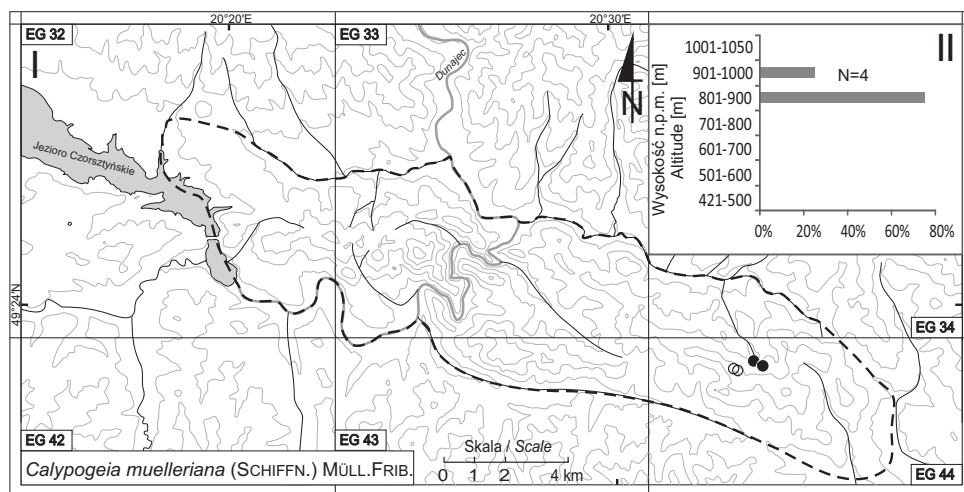 20°20'E
20°30'E
EG 32
EG 33
I
II
Dunajec
N
Jezioro Czorsztyńskie
49°24'N
Wysokość n.p.m. [m]
Altitude [m]
1001-1050
901-1000
N=4
801-900
701-800
601-700
501-600
421-500
0% 20% 40% 60% 80%
EG 34
EG 42
EG 43
EG 44
Skala / Scale
0 1 2 4 km
Calypogeia muelleriana (SCHIFFN.) MÜLL.FRIB.